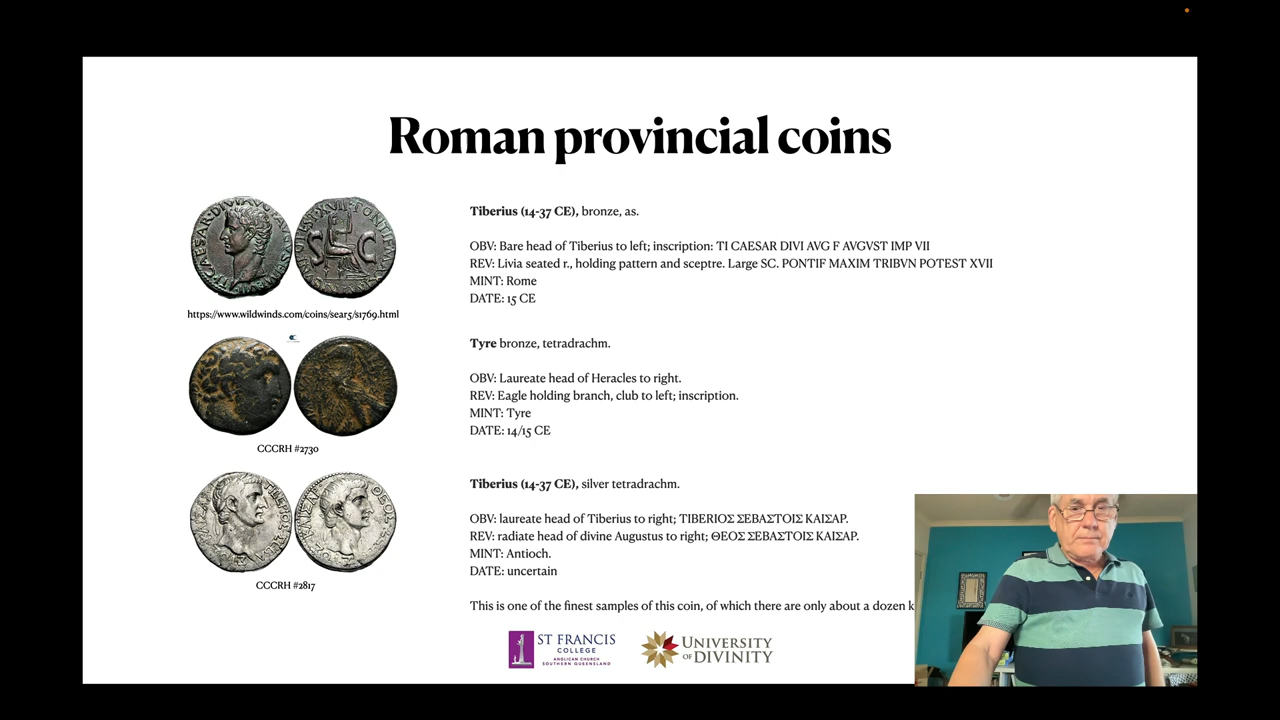 Roman provincial coins
Tiberius (14-37 CE), bronze, as.
OBV: Bare head of Tiberius to left; inscription: TI CAESAR DIVI AVG F AVGVST IMP VII
REV: Livia seated r., holding pattern and sceptre. Large SC. PONTIF MAXIM TRIBVN POTEST XVII
MINT: Rome
DATE: 15 CE
https://www.wildwinds.com/coins/sear5/s1769.html
Tyre bronze, tetradrachm.
OBV: Laureate head of Heracles to right.
REV: Eagle holding branch, club to left; inscription.
MINT: Tyre
DATE: 14/15 CE
CCCRH #2730
Tiberius (14-37 CE), silver tetradrachm.
OBV: laureate head of Tiberius to right; ΤΙΒΕΡΙΟΣ ΣΕΒΑΣΤΟΙΣ ΚΑΙΣΑΡ.
REV: radiate head of divine Augustus to right; ΘΕΟΣ ΣΕΒΑΣΤΟΙΣ ΚΑΙΣΑΡ.
MINT: Antioch.
DATE: uncertain
CCCRH #2817
This is one of the finest samples of this coin, of which there are only about a dozen
ST FRANCIS
COLLEGE
ANGLICAN CHURCH
SOUTHERN QUEENSLAND
UNIVERSITY
OF DIVINITY